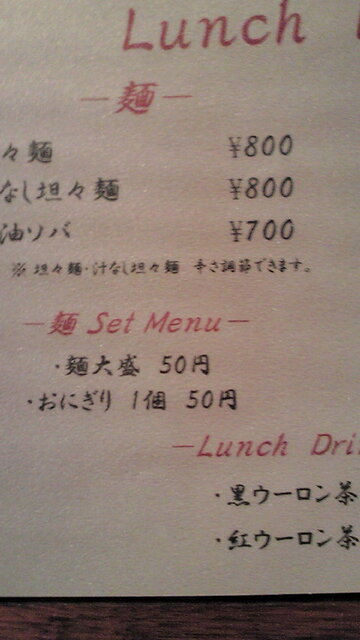 Lunch
－麺－
々麺 ¥800
なし坦々麺 ¥800
油ソバ ¥700
※ 坦々麺・汁なし坦々麺 辛さ調節できます。
－麺 Set Menu－
・麺大盛 50円
・おにぎり 1個 50円
－Lunch Dri
・黒ウーロン茶
・紅ウーロン茶